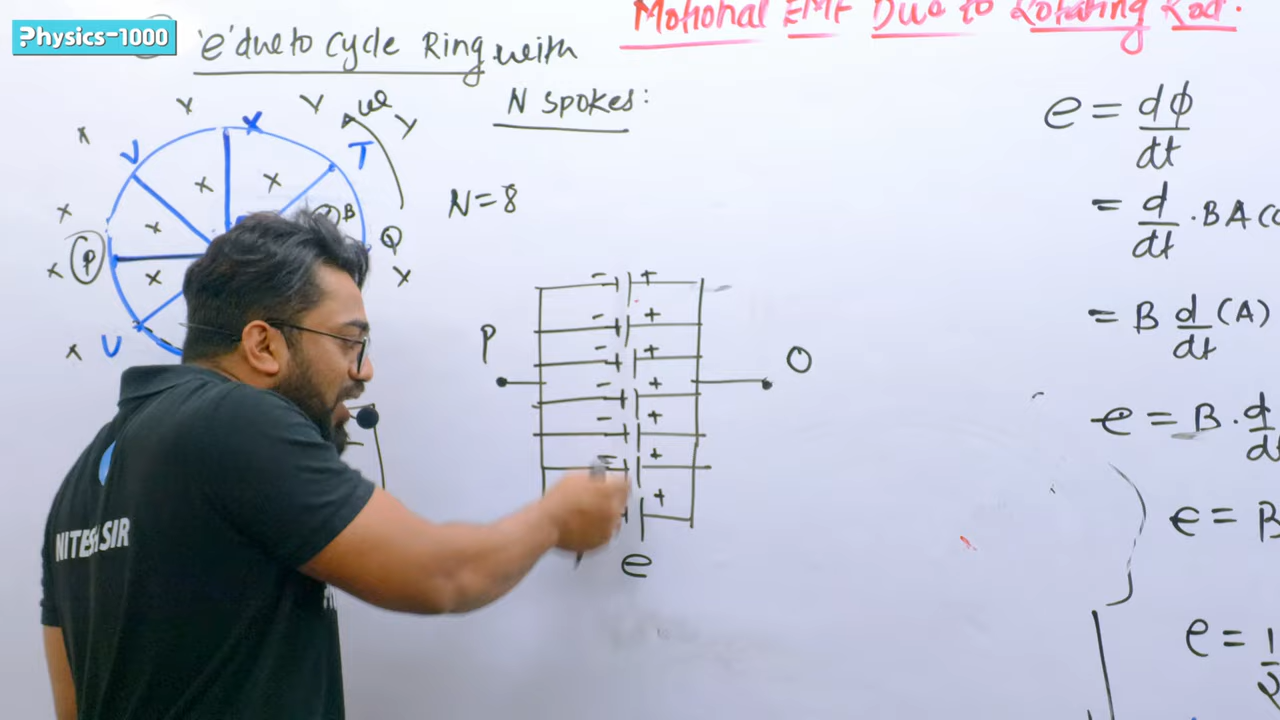 Physics-1000
Motional EMF Due to Rotating Rod.
'e' due to Cycle Ring with
N spokes:
ω
X
V
T
B
Q
P
U
N=8
- +
- +
- +
P
- +
O
- +
- +
+
e
e = dφ
dt
= d
dt
. BA
= B d (A)
dt
e = B. d
e = B
e = 1
2
NITESH SIR